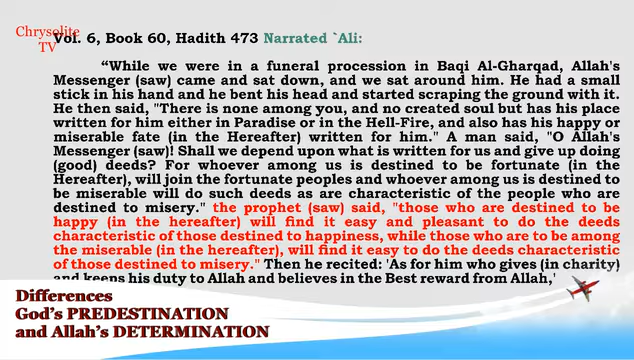 Chrysolite
TV
Vol. 6, Book 60, Hadith 473 Narrated `Ali:
"While we were in a funeral procession in Baqi Al-Gharqad, Allah's
Messenger (saw) came and sat down, and we sat around him. He had a small
stick in his hand and he bent his head and started scraping the ground with it.
He then said, "There is none among you, and no created soul but has his place
written for him either in Paradise or in the Hell-Fire, and also has his happy or
miserable fate (in the Hereafter) written for him." A man said, "O Allah's
Messenger (saw)! Shall we depend upon what is written for us and give up doing
(good) deeds? For whoever among us is destined to be fortunate (in the
Hereafter), will join the fortunate peoples and whoever among us is destined to
be miserable will do such deeds as are characteristic of the people who are
destined to misery." the prophet (saw) said, "those who are destined to be
happy (in the hereafter) will find it easy and pleasant to do the deeds
characteristic of those destined to happiness, while those who are to be among
the miserable (in the hereafter), will find it easy to do the deeds characteristic
of those destined to misery." Then he recited: 'As for him who gives (in charity)
and keeps his duty to Allah and believes in the Best reward from Allah,'
Differences
God's PREDESTINATION
and Allah's DETERMINATION